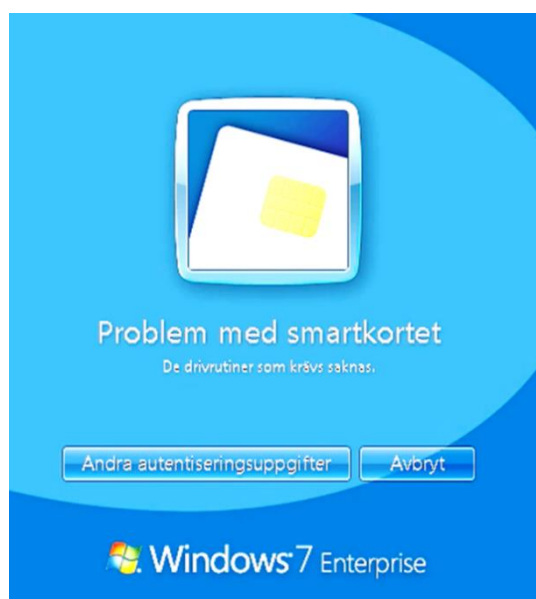 Problem med smartkortet
De drivrutiner som krävs saknas.
Andra autentiseringsuppgifter
Avbryt
Windows 7 Enterprise